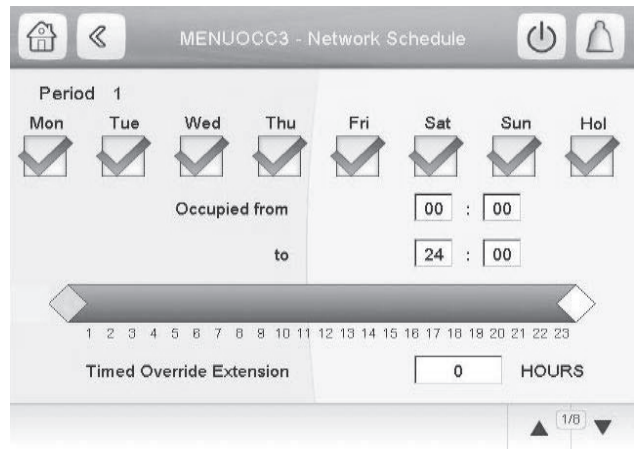 MENUOCC3 - Network Schedule
Period 1
Mon Tue Wed Thu Fri Sat Sun Hol
Occupied from 00 : 00
to 24 : 00
1 2 3 4 5 6 7 8 9 10 11 12 13 14 15 16 17 18 19 20 21 22 23
Timed Override Extension 0 HOURS
1/8